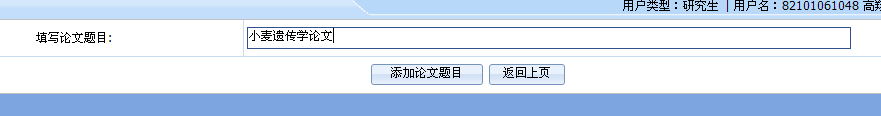 用户类型：研究生 | 用户名：82101061048 高
填写论文题目:
小麦遗传学论文
添加论文题目
返回上页